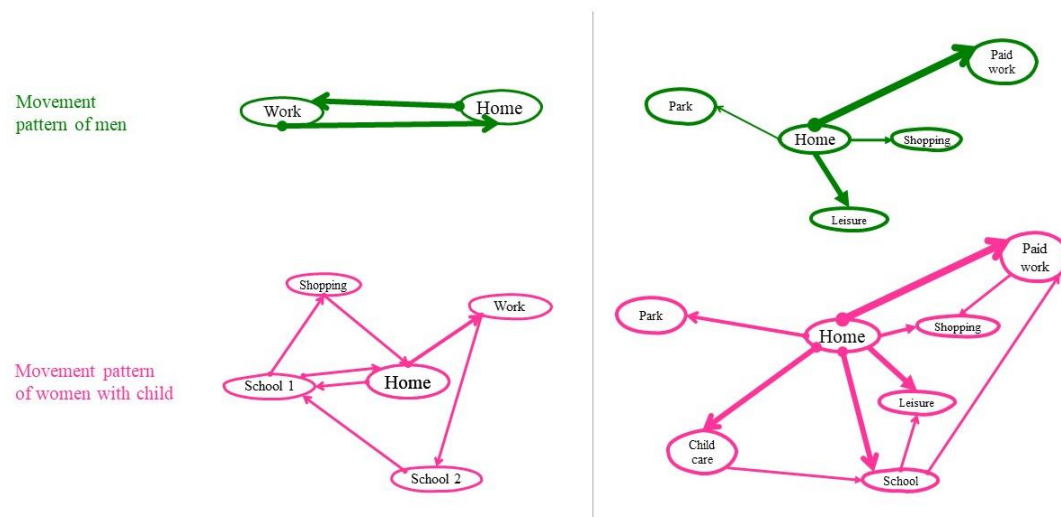 Movement
pattern of men
Work
Home
Paid
work
Park
Home
Shopping
Leisure
Movement pattern
of women with child
Shopping
Work
School 1
Home
School 2
Paid
work
Park
Home
Shopping
Leisure
Child
care
School